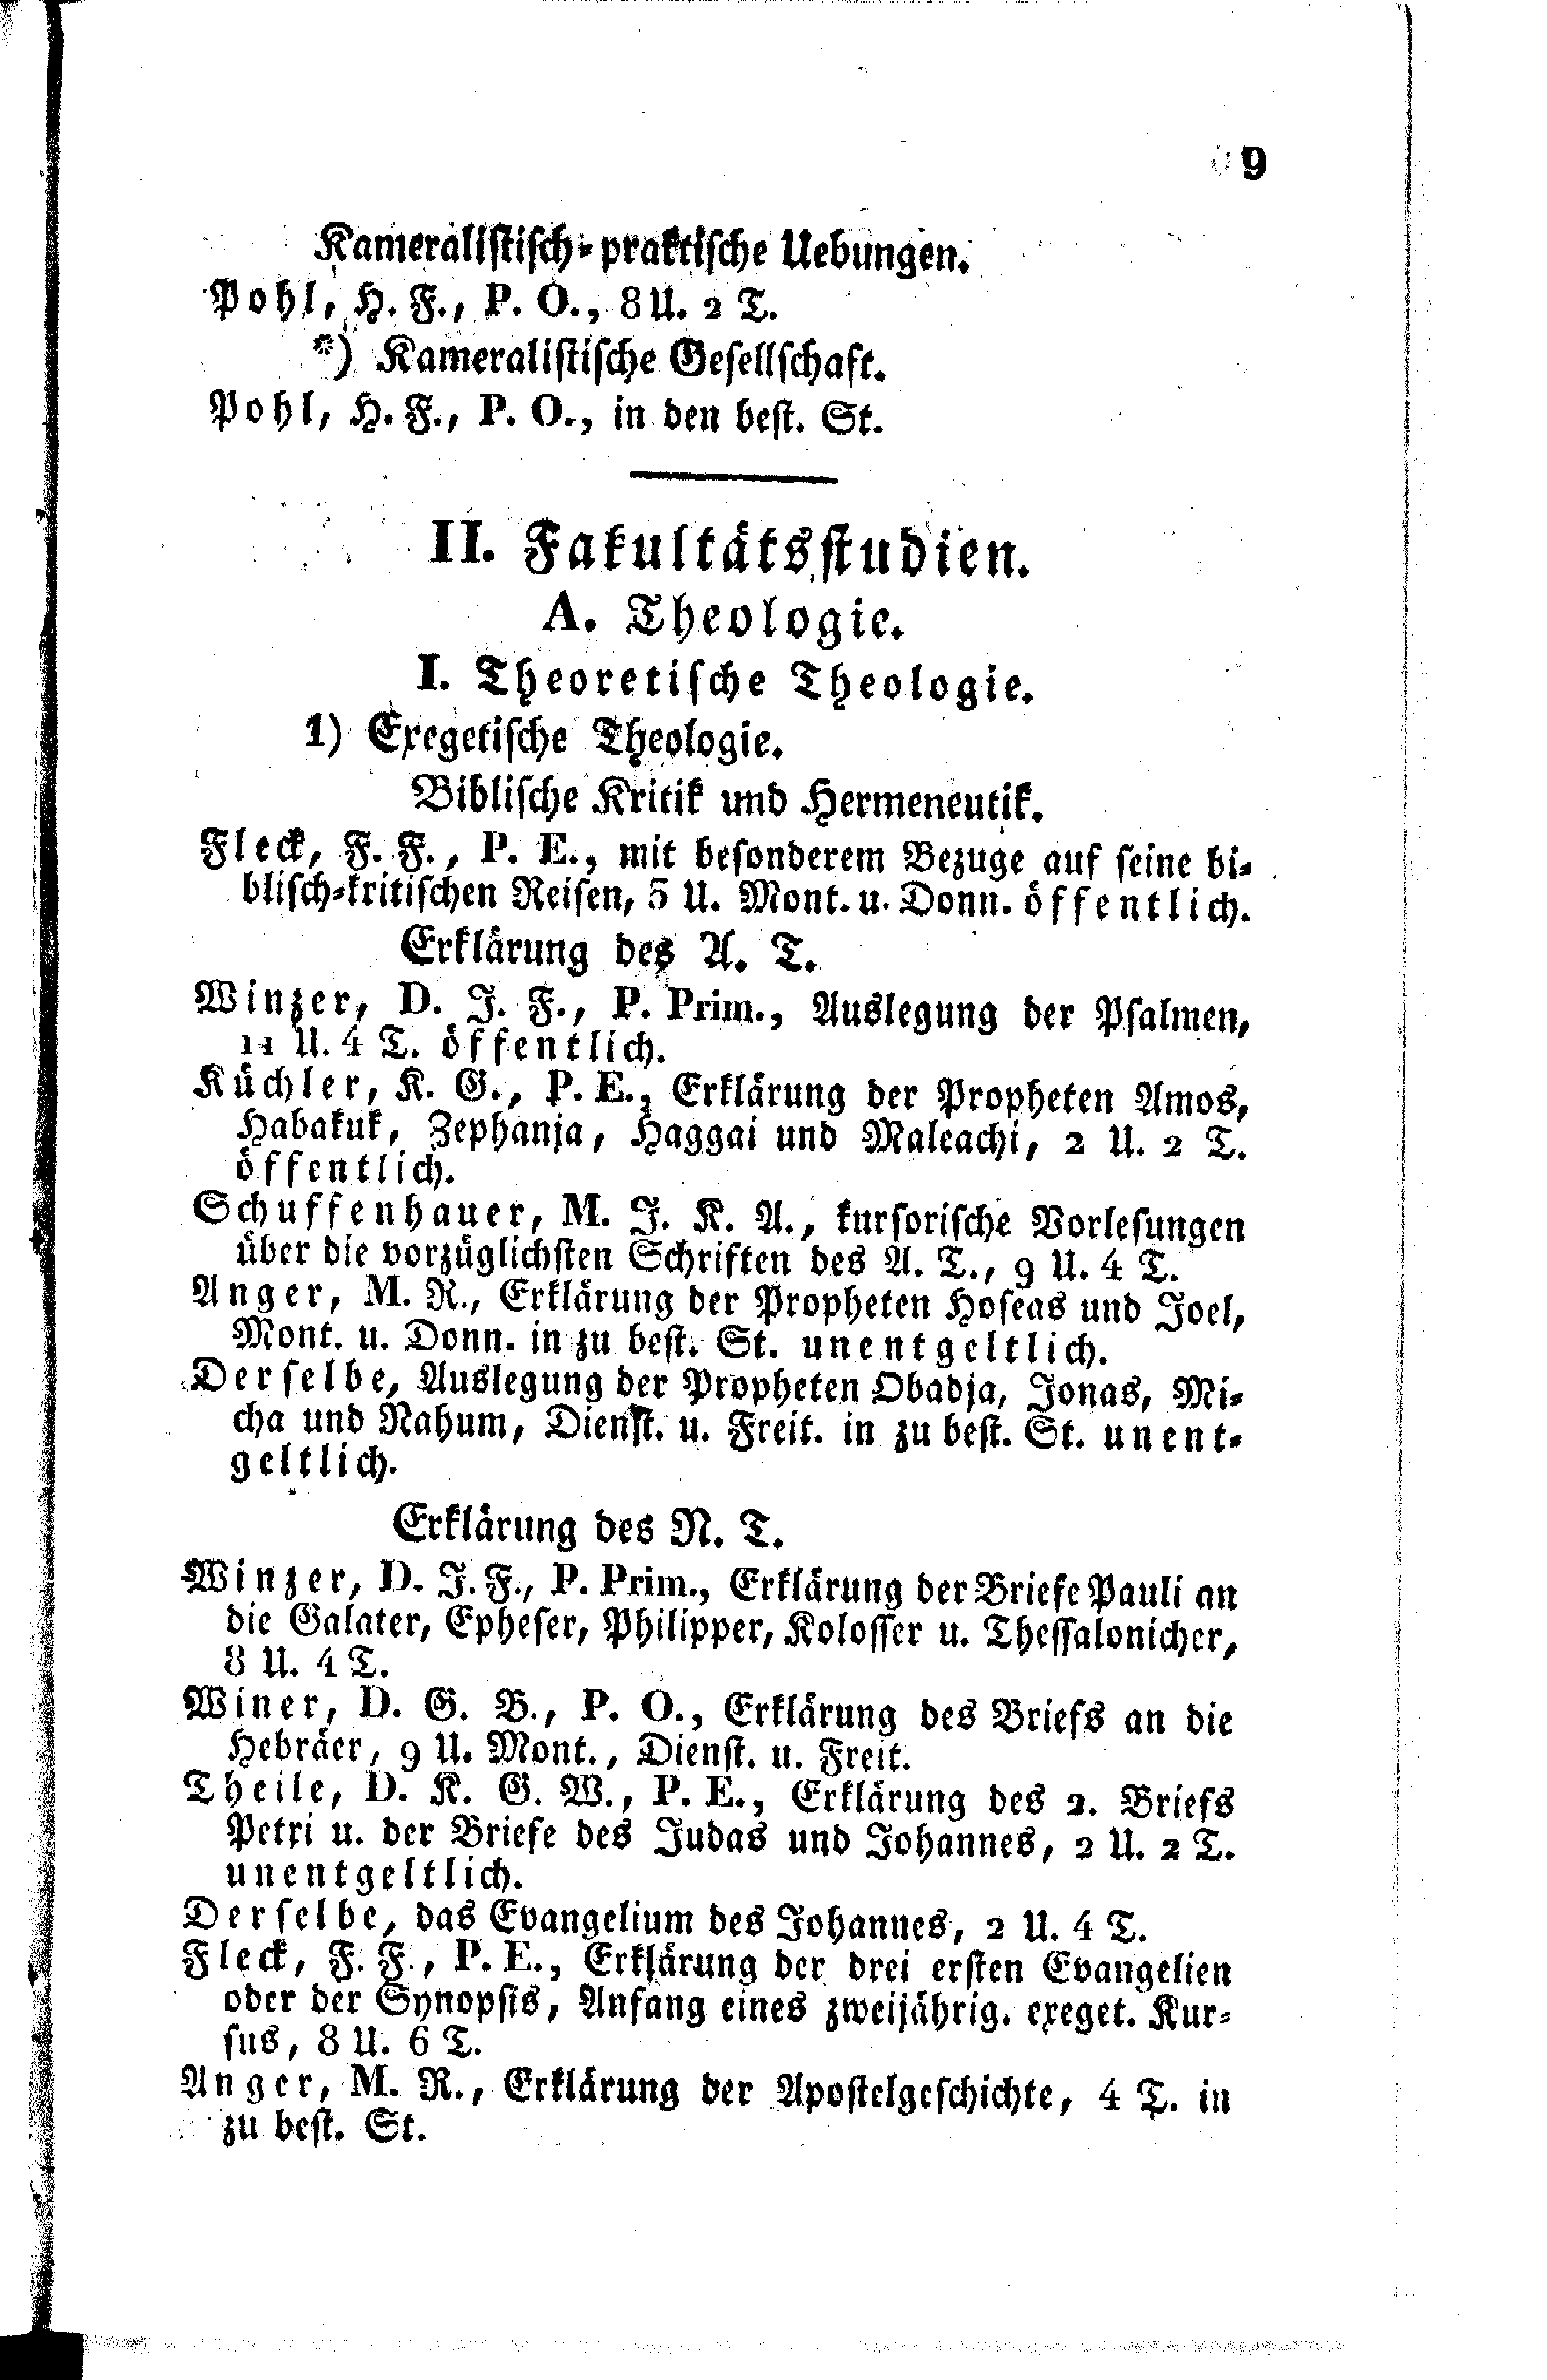 9
Kameralistisch-praktische Uebungen.
Pohl, H. F., P. O., 8 U. 2 T.
*) Kameralistische Gesellschaft.
Pohl, H. F., P. O., in den best. St.
II. Fakultätsstudien.
A. Theologie.
I. Theoretische Theologie.
1) Exegetische Theologie.
Biblische Kritik und Hermeneutik.
Fleck, F. F., P. E., mit besonderem Bezuge auf seine bi-
blisch-kritischen Reisen, 5 U. Mont. u. Donn. öffentlich.
Erklärung des A. T.
Winzer, D. J. F., P. Prim., Auslegung der Psalmen,
11 U. 4 T. öffentlich.
Küchler, K. G., P. E., Erklärung der Propheten Amos,
Habakuk, Zephanja, Haggai und Maleachi, 2 U. 2 T.
öffentlich.
Schuffenhauer, M. J. K. A., kursorische Vorlesungen
über die vorzüglichsten Schriften des A. T., 9 U. 4 T.
Anger, M. R., Erklärung der Propheten Hoseas und Joel,
Mont. u. Donn. in zu best. St. unentgeltlich.
Derselbe, Auslegung der Propheten Obadja, Jonas, Mi-
cha und Nahum, Dienst. u. Freit. in zu best. St. unent-
geltlich.
Erklärung des N. T.
Winzer, D. J. F., P. Prim., Erklärung der Briefe Pauli an
die Galater, Epheser, Philipper, Kolosser u. Thessalonicher,
8 U. 4 T.
Winer, D. G. B., P. O., Erklärung des Briefs an die
Hebräer, 9 U. Mont., Dienst. u. Freit.
Theile, D. K. G. W., P. E., Erklärung des 2. Briefs
Petri u. der Briefe des Judas und Johannes, 2 U. 2 T.
unentgeltlich.
Derselbe, das Evangelium des Johannes, 2 U. 4 T.
Fleck, F. F., P. E., Erklärung der drei ersten Evangelien
oder der Synopsis, Anfang eines zweijährig. exeget. Kur-
sus, 8 U. 6 T.
Anger, M. R., Erklärung der Apostelgeschichte, 4 T. in
zu best. St.